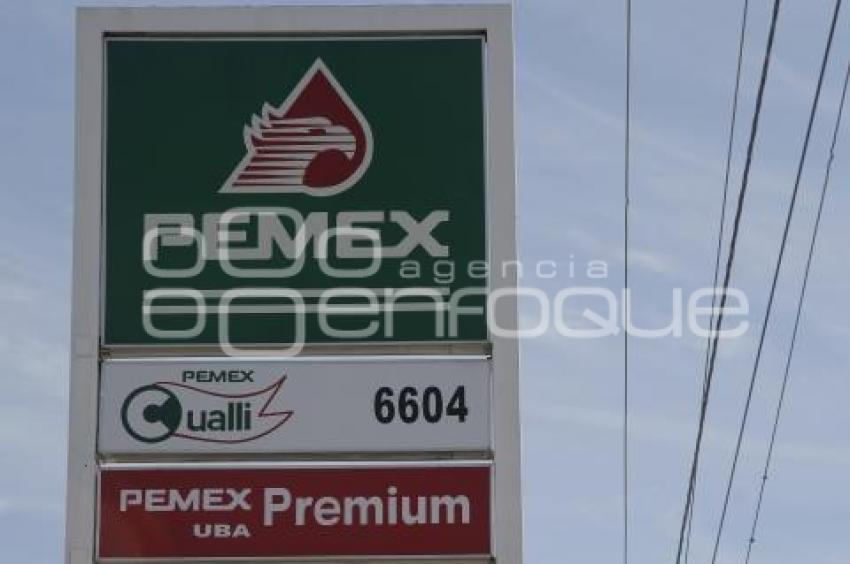 PEMEX
agencia
enfoque
PEMEX
Cualli 6604
PEMEX Premium
UBA